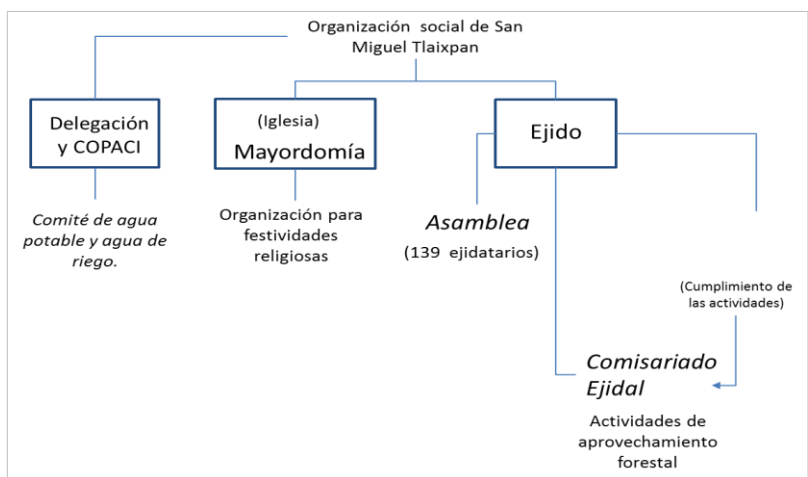 Organización social de San
Miguel Tlaixpan
Delegación
y COPACI
(Iglesia)
Mayordomía
Ejido
Comité de agua
potable y agua de
riego.
Organización para
festividades
religiosas
Asamblea
(139 ejidatarios)
(Cumplimiento de
las actividades)
Comisariado
Ejidal
Actividades de
aprovechamiento
forestal